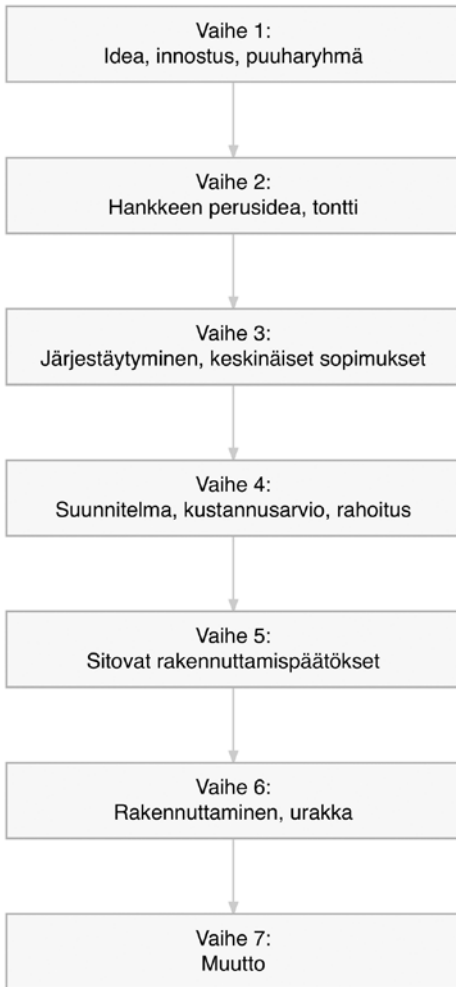 Vaihe 1:
Idea, innostus, puuharyhmä
Vaihe 2:
Hankkeen perusidea, tontti
Vaihe 3:
Järjestäytyminen, keskinäiset sopimukset
Vaihe 4:
Suunnitelma, kustannusarvio, rahoitus
Vaihe 5:
Sitovat rakennuttamispäätökset
Vaihe 6:
Rakennuttaminen, urakka
Vaihe 7:
Muutto